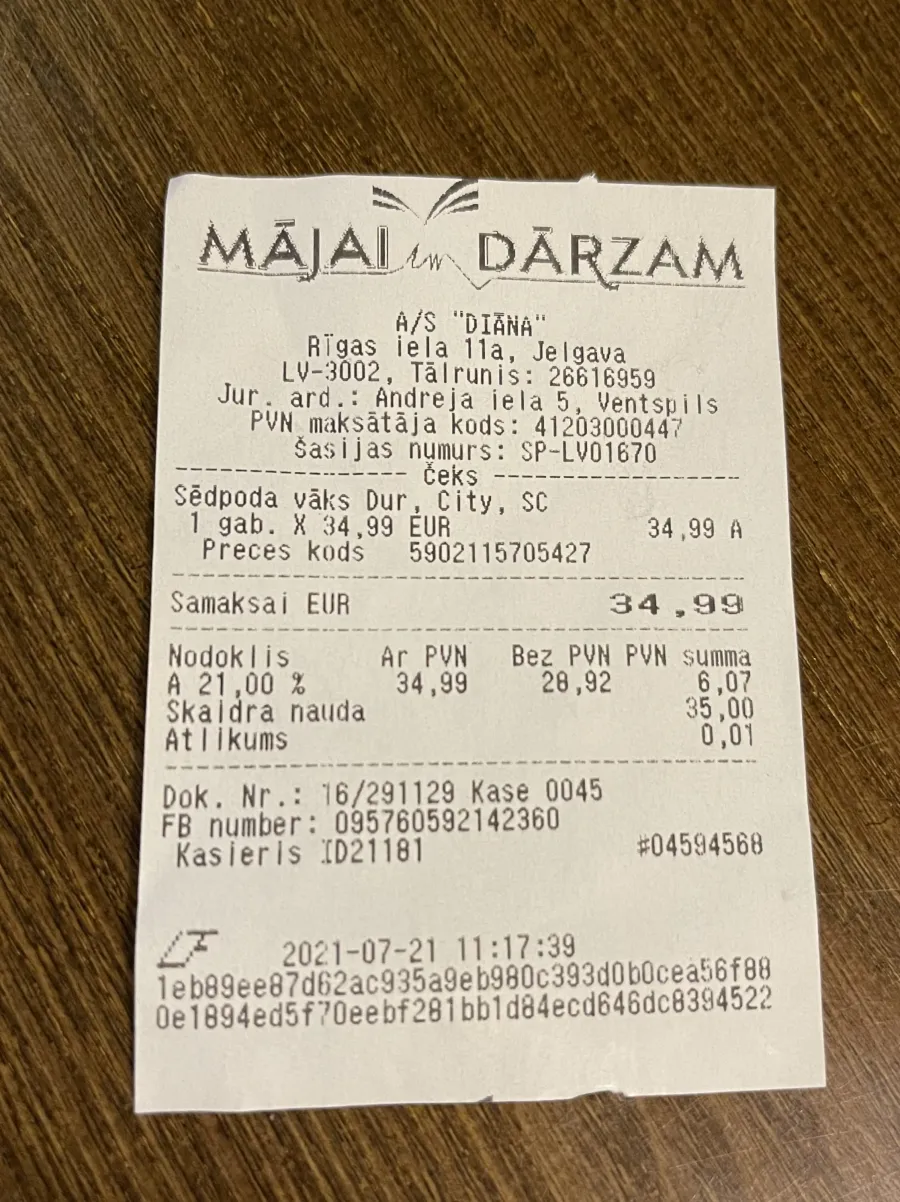 MĀJAI un DĀRZAM
A/S "DIĀNA"
Rīgas iela 11a, Jelgava
LV-3002, Tālrunis: 26616959
Jur. ard.: Andreja iela 5, Ventspils
PVN maksātāja kods: 41203000447
Šasijas numurs: SP-LV01670
---------------- Čeks -----------------
Sēdpoda vāks Dur, City, SC
1 gab. X 34,99 EUR 34,99 A
Preces kods 5902115705427
Samaksai EUR 34,99
Nodoklis Ar PVN Bez PVN PVN summa
A 21,00 % 34,99 28,92 6,07
Skaidra nauda 35,00
Atlikums 0,01
Dok. Nr.: 16/291129 Kase 0045
FB number: 095760592142360
Kasieris ID21181 #04594568
2021-07-21 11:17:39
1eb89ee87d62ac935a9eb980c393d0b0cea56f88
0e1894ed5f70eebf281bb1d84ecd646dc8394522